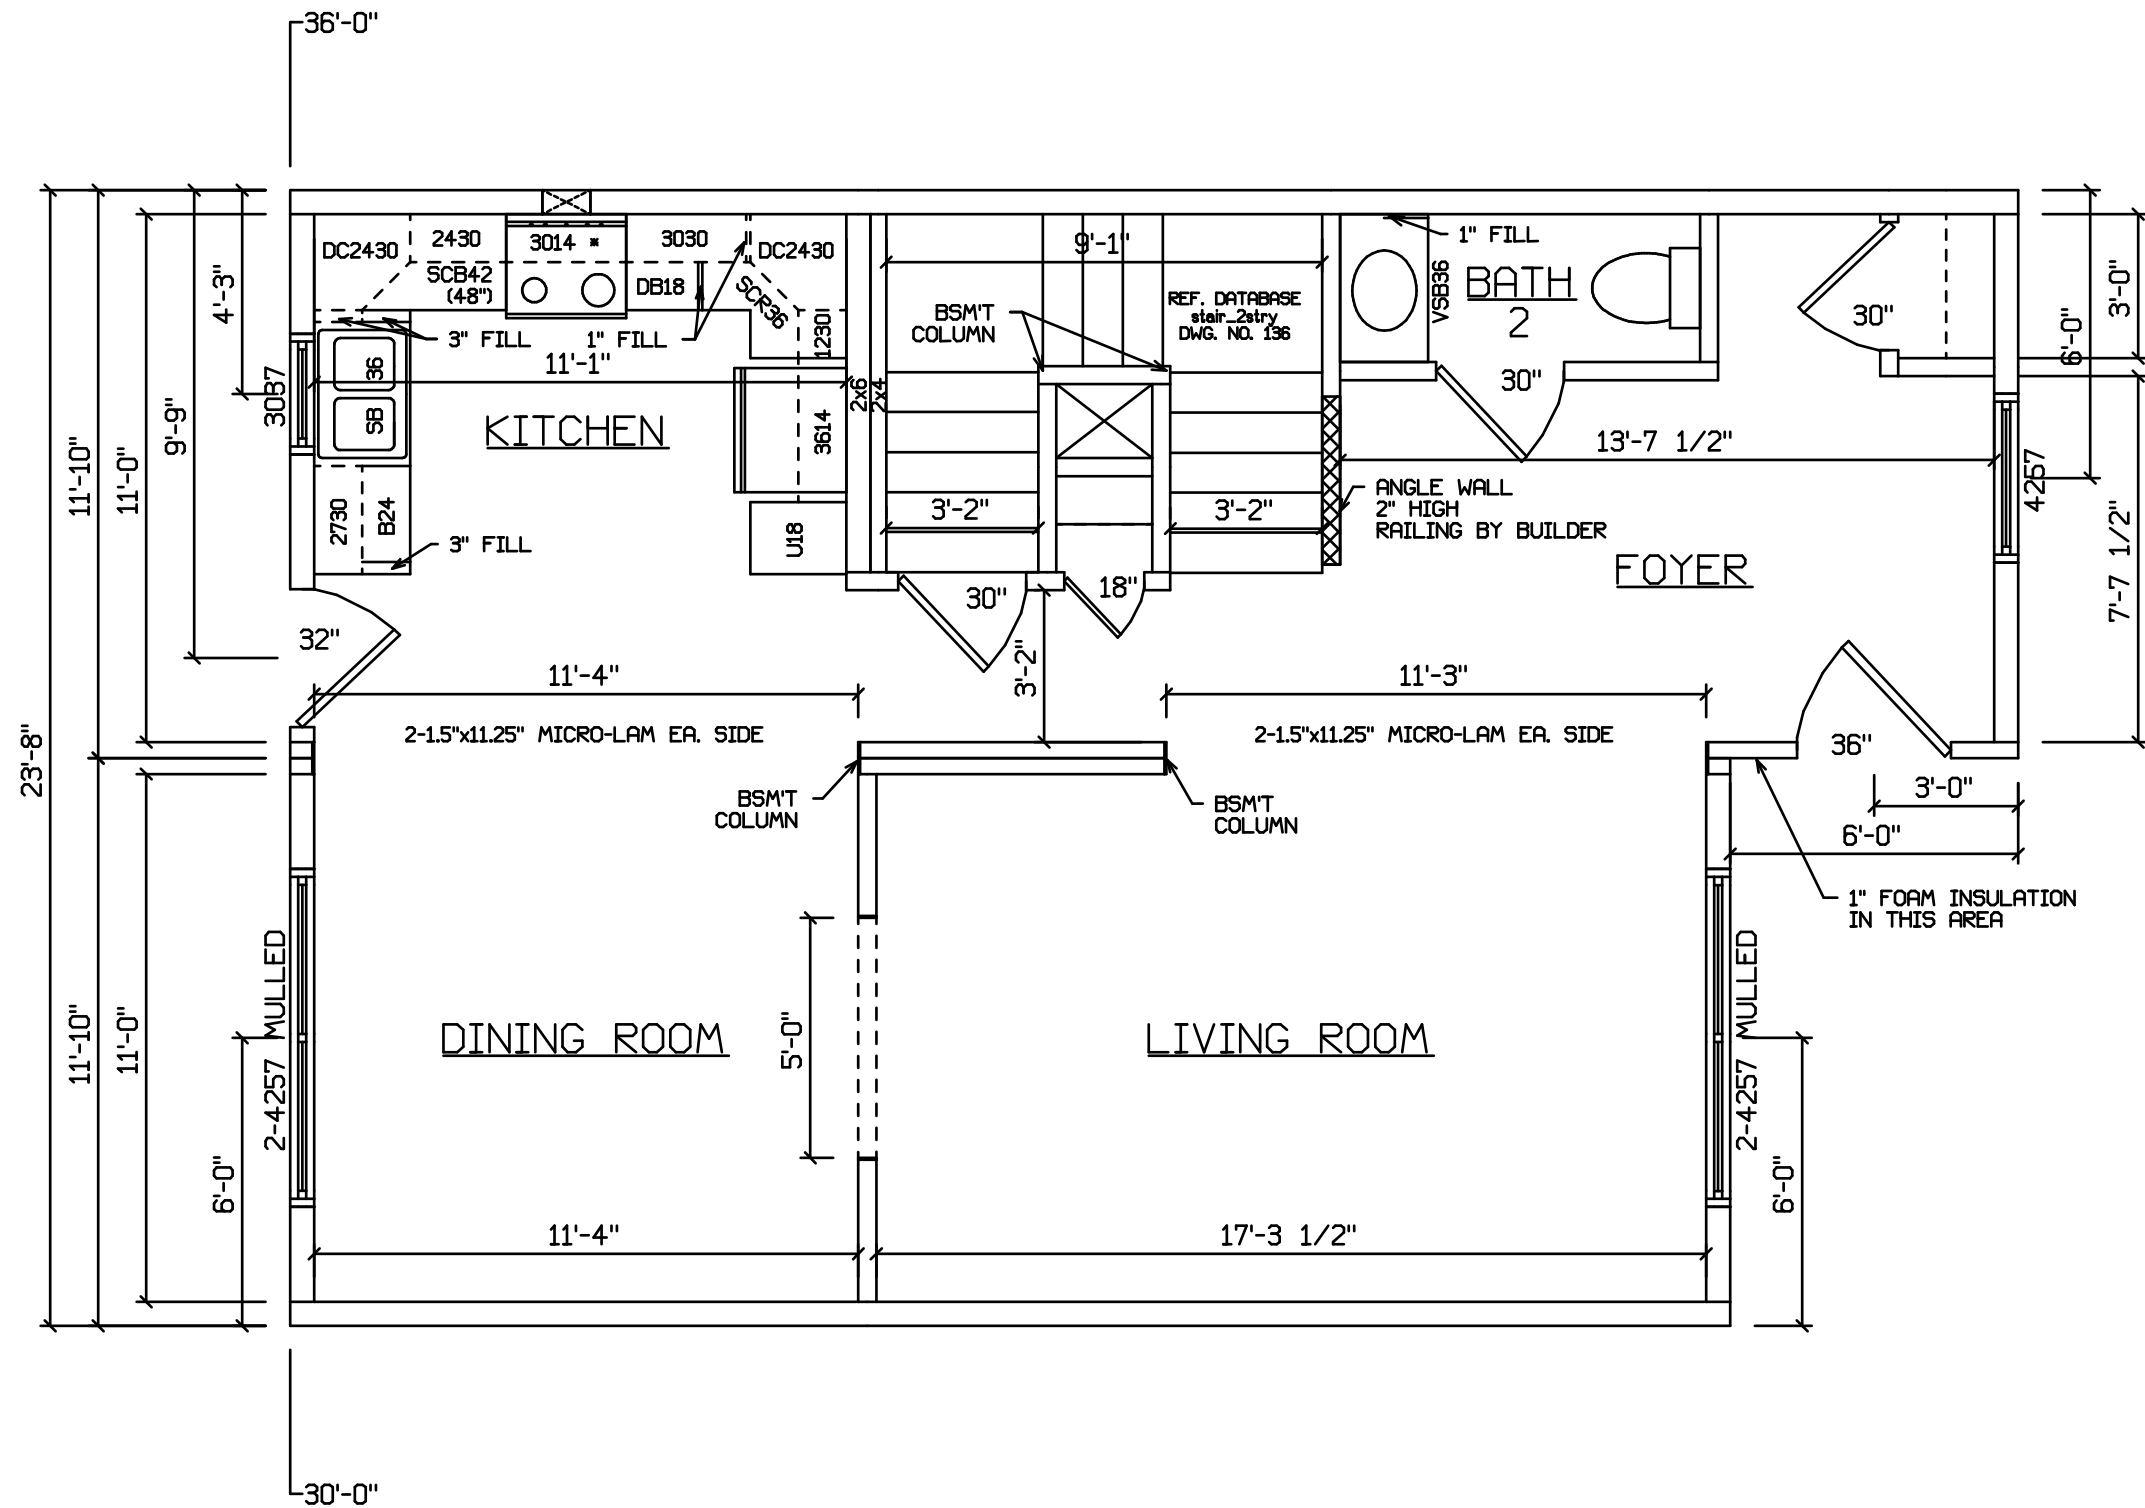 36'-0"
DC2430
2430
3014 *
3030
DC2430
SCB42
(48")
DB18
SCR36
1230
3" FILL
1" FILL
11'-1"
36
SB
3614
2x6
2x4
KITCHEN
2730
B24
3" FILL
U18
3087
32"
9'-1"
BSM'T
COLUMN
REF. DATABASE
stair_2stry
DWG. NO. 136
3'-2"
3'-2"
30"
18"
3'-2"
1" FILL
VSB36
BATH
2
30"
30"
13'-7 1/2"
ANGLE WALL
2" HIGH
RAILING BY BUILDER
FOYER
4267
3'-0"
6'-0"
7'-7 1/2"
4'-3"
9'-9"
11'-0"
11'-10"
23'-8"
11'-4"
11'-3"
2-1.5"x11.25" MICRO-LAM EA. SIDE
2-1.5"x11.25" MICRO-LAM EA. SIDE
36"
BSM'T
COLUMN
BSM'T
COLUMN
3'-0"
6'-0"
1" FOAM INSULATION
IN THIS AREA
2-4257 MULLED
DINING ROOM
5'-0"
LIVING ROOM
2-4257 MULLED
11'-10"
11'-0"
6'-0"
6'-0"
11'-4"
17'-3 1/2"
30'-0"